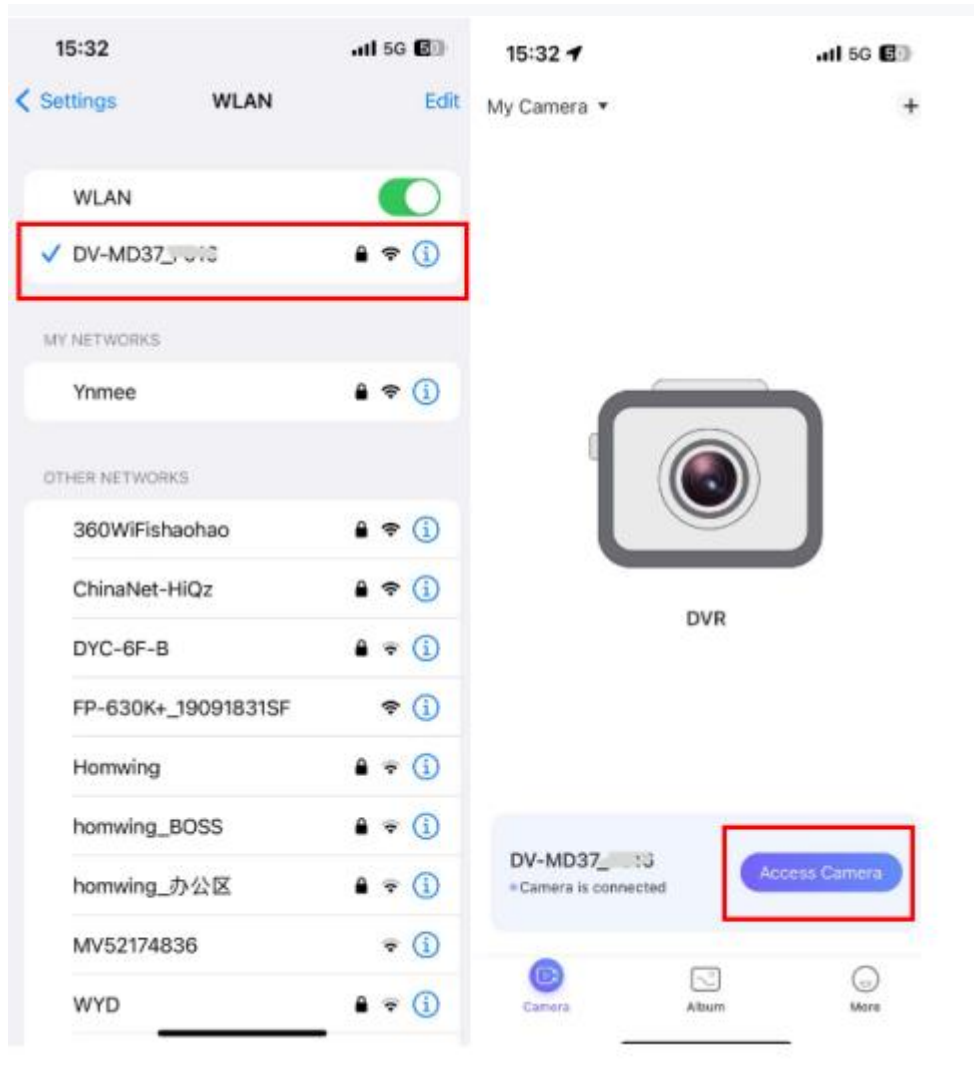 15:32
5G
Settings
WLAN
Edit
WLAN
DV-MD37_
MY NETWORKS
Ynmee
OTHER NETWORKS
360WiFishaohao
ChinaNet-HiQz
DYC-6F-B
FP-630K+_19091831SF
Homwing
homwing_BOSS
homwing_办公区
MV52174836
WYD
15:32
5G
My Camera
+
DVR
DV-MD37_
Camera is connected
Access Camera
Camera
Album
More